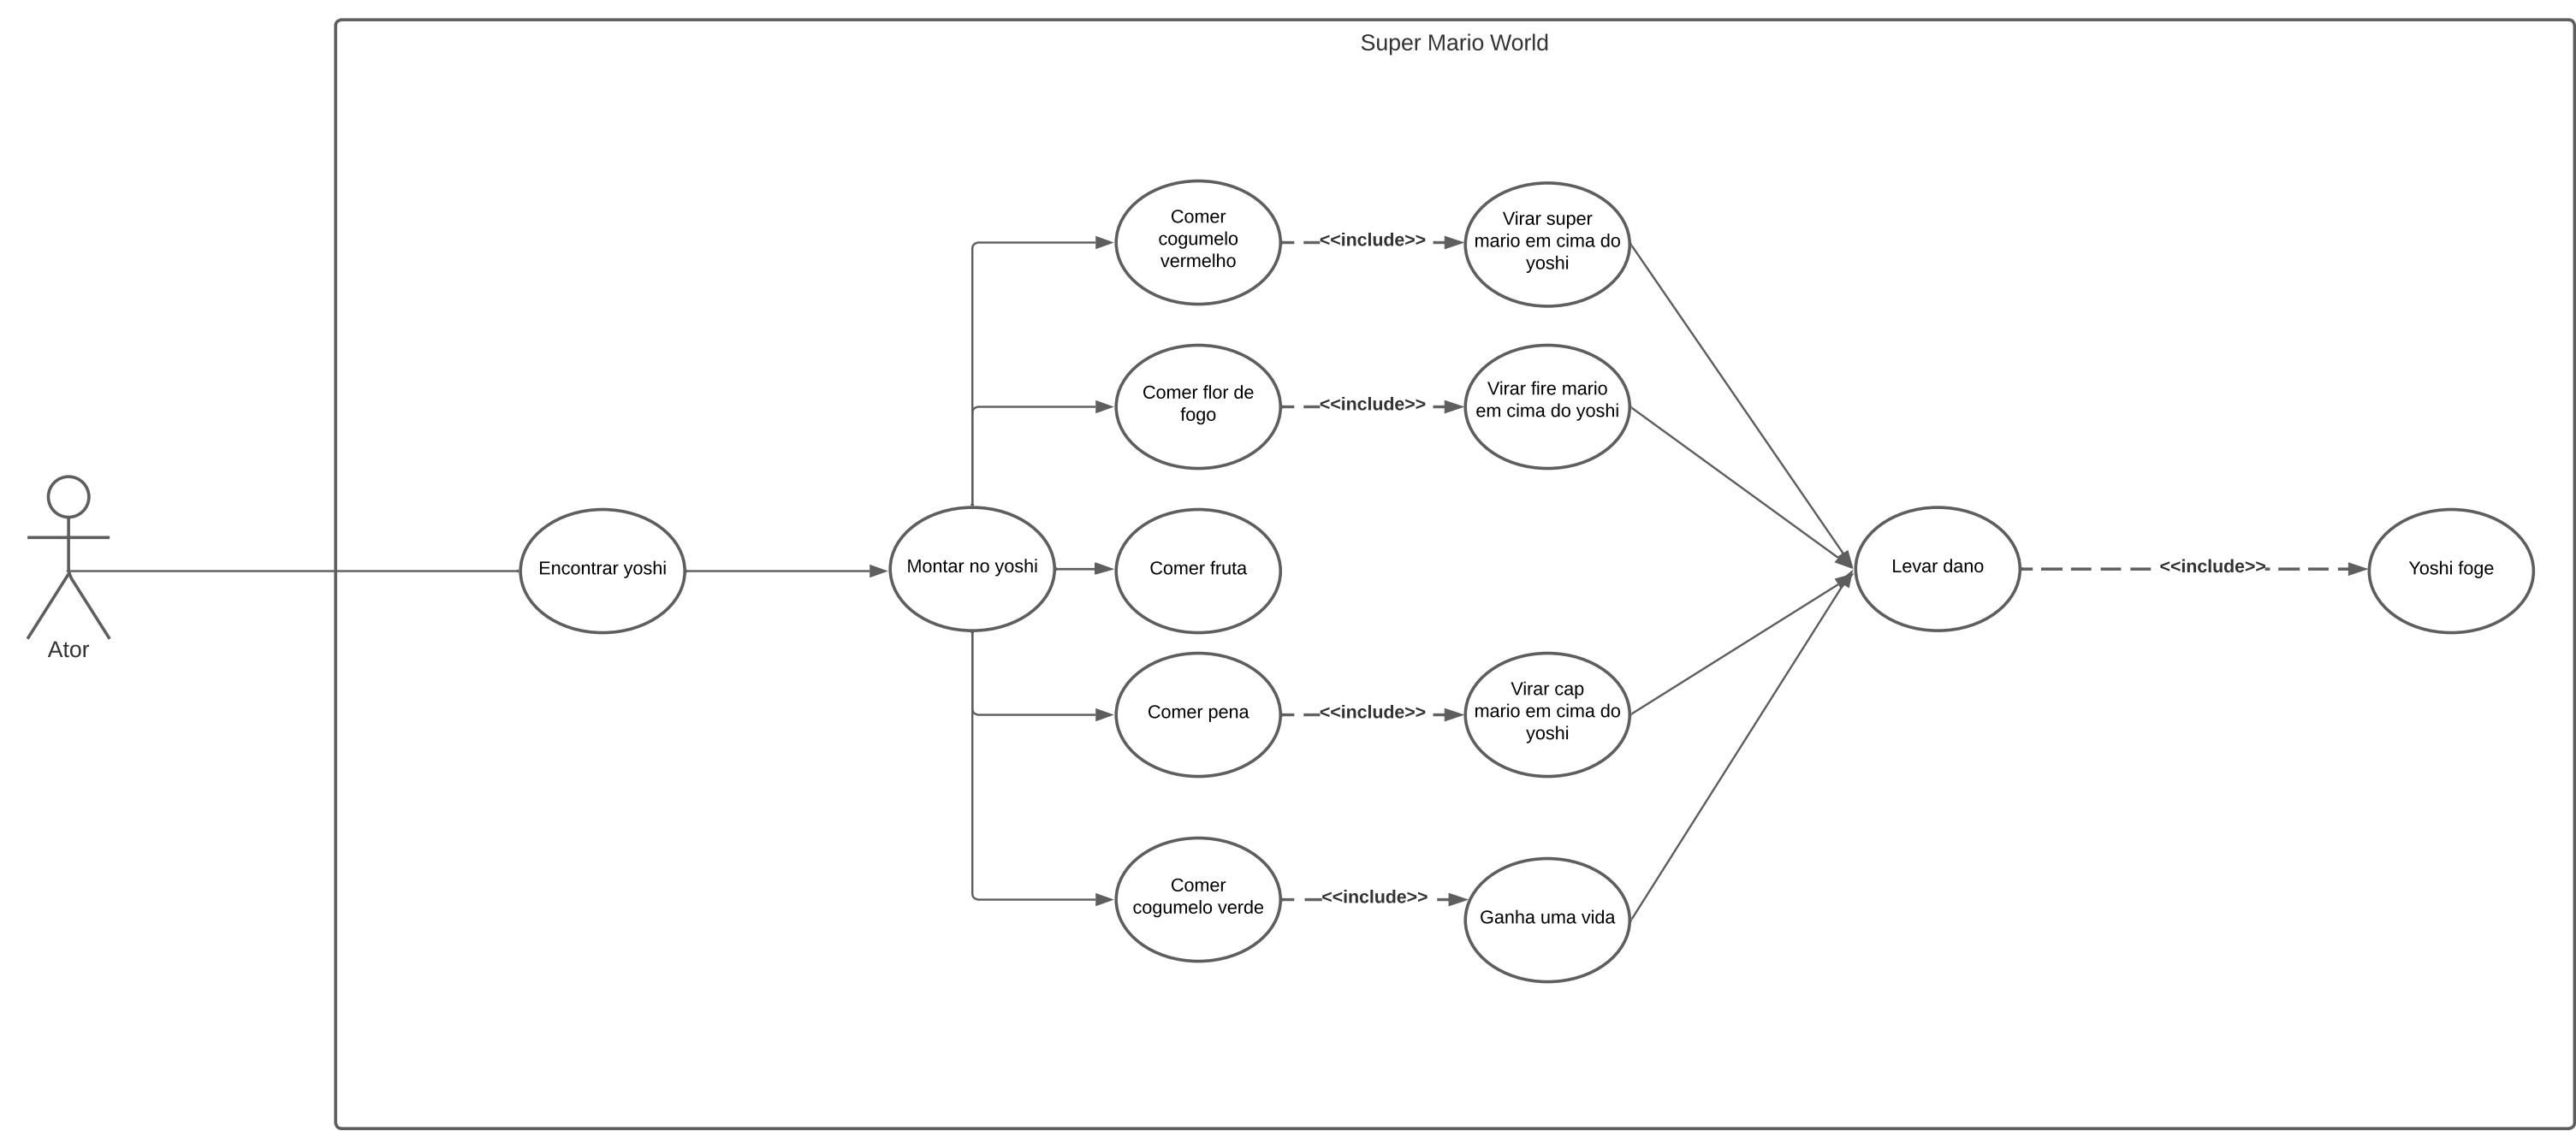 Super Mario World
Comer
cogumelo
vermelho
<<include>>
Virar super
mario em cima do
yoshi
Comer flor de
fogo
<<include>>
Virar fire mario
em cima do yoshi
Ator
Encontrar yoshi
Montar no yoshi
Comer fruta
Levar dano
<<include>>
Yoshi foge
Comer pena
<<include>>
Virar cap
mario em cima do
yoshi
Comer
cogumelo verde
<<include>>
Ganha uma vida